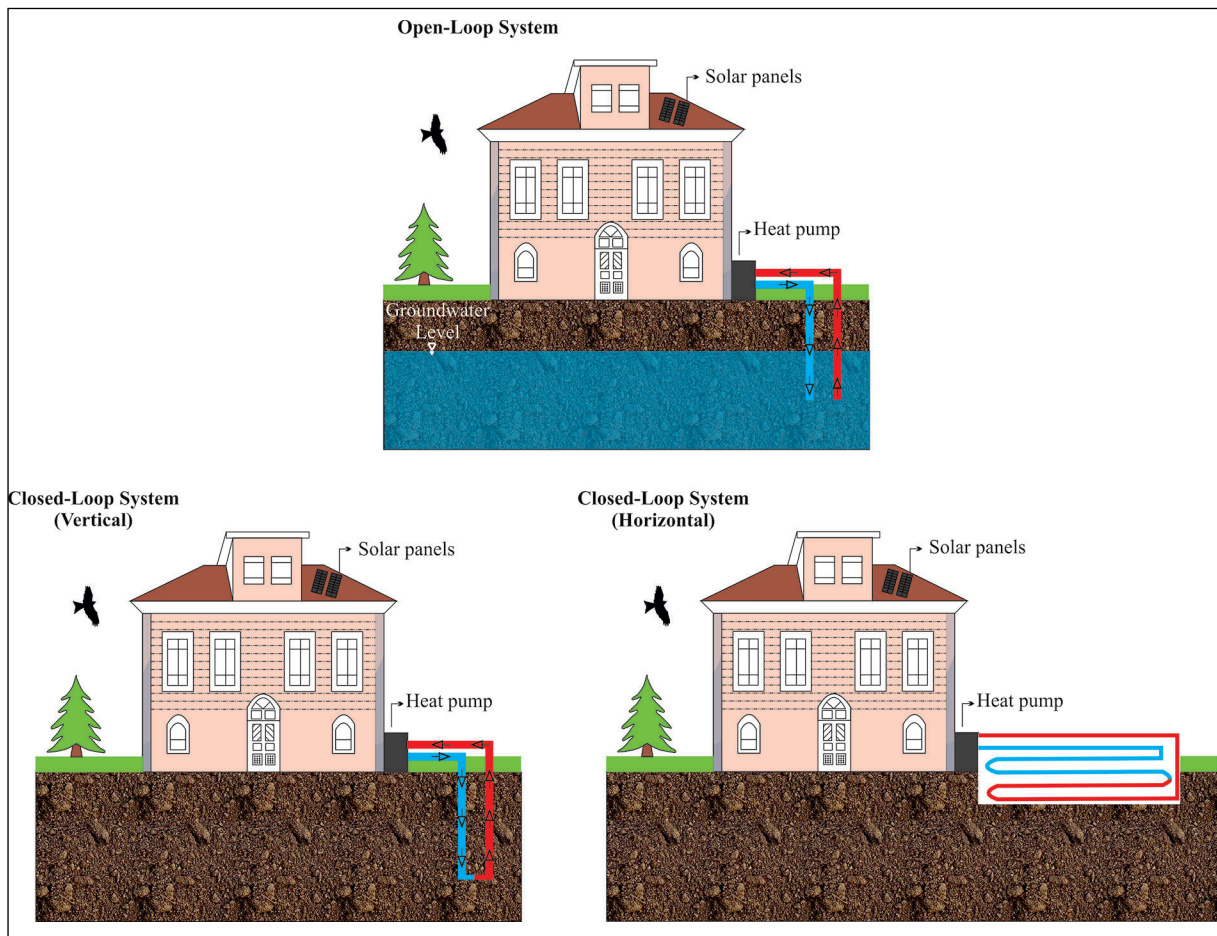 Open-Loop System
Solar panels
Heat pump
Groundwater
Level
Closed-Loop System
(Vertical)
Solar panels
Heat pump
Closed-Loop System
(Horizontal)
Solar panels
Heat pump